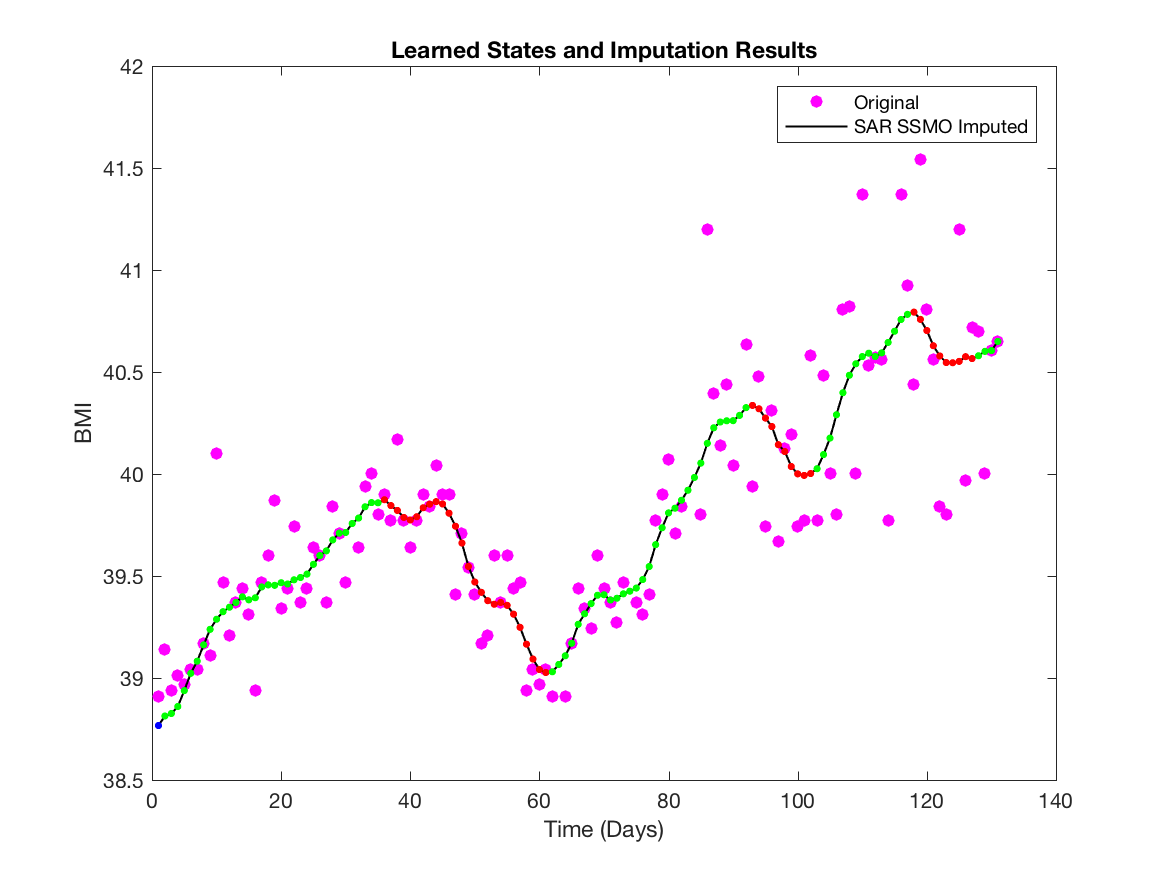 Learned States and Imputation Results
Original
SAR SSMO Imputed
42
41.5
41
40.5
40
39.5
39
38.5
BMI
0 20 40 60 80 100 120 140
Time (Days)